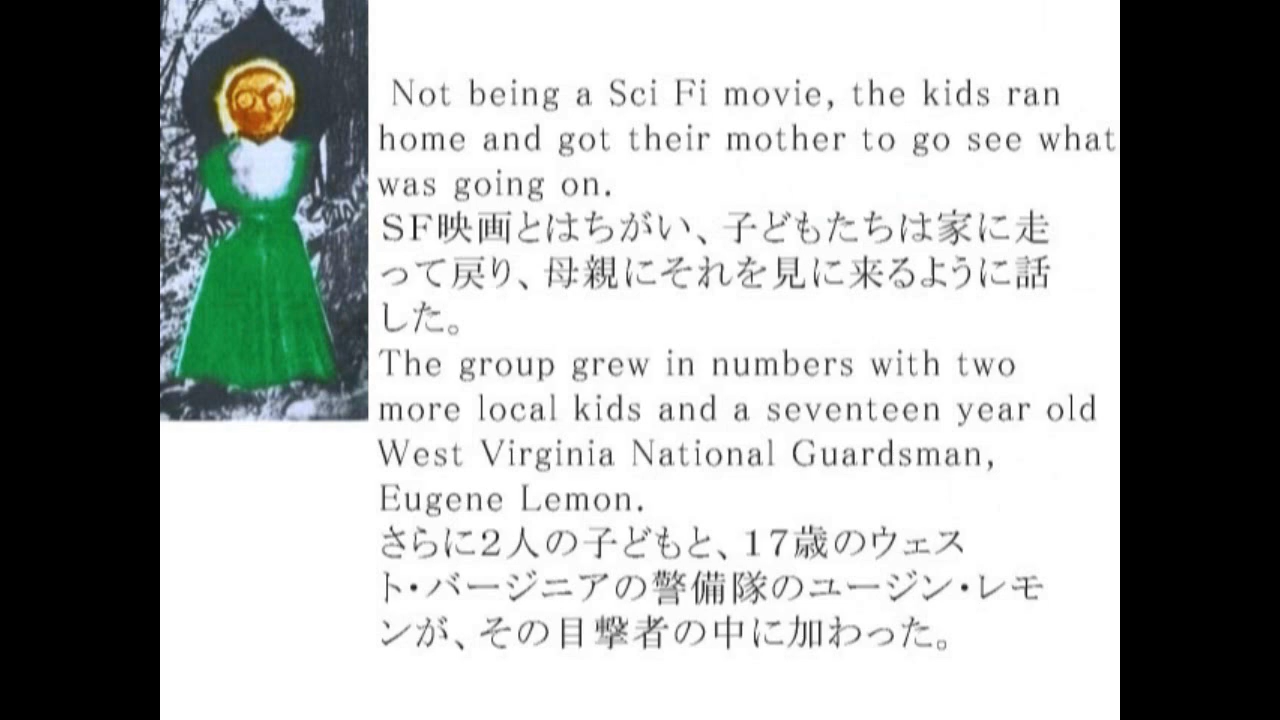 Not being a Sci Fi movie, the kids ran
home and got their mother to go see what
was going on.
ＳＦ映画とはちがい、子どもたちは家に走
って戻り、母親にそれを見に来るように話
した。
The group grew in numbers with two
more local kids and a seventeen year old
West Virginia National Guardsman,
Eugene Lemon.
さらに２人の子どもと、１７歳のウェス
ト・バージニアの警備隊のユージン・レモ
ンが、その目撃者の中に加わった。